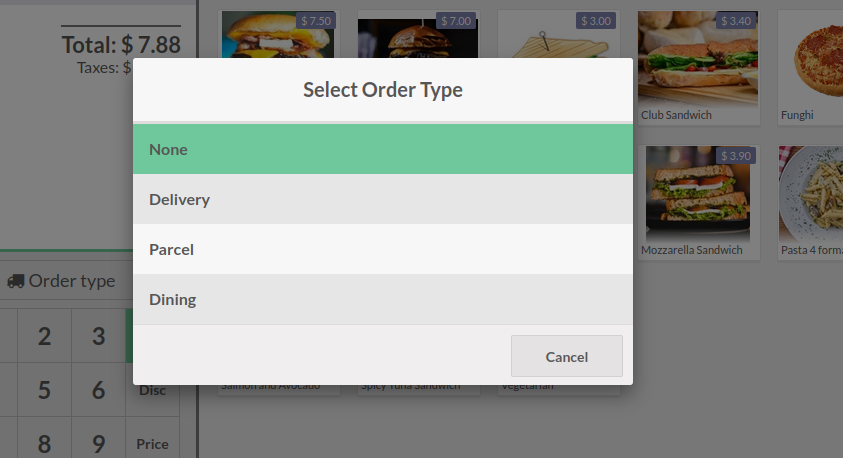 $ 7.50
$ 7.00
$ 3.00
$ 3.40
Total: $ 7.88
Taxes: $
Select Order Type
Club Sandwich
Funghi
None
$ 3.90
Delivery
Parcel
Mozzarella Sandwich
Pasta 4 form
Order type
Dining
2
3
Cancel
Salmon and Avocado
Spicy Tuna Sandwich
Vegetarian
5
6
Disc
8
9
Price